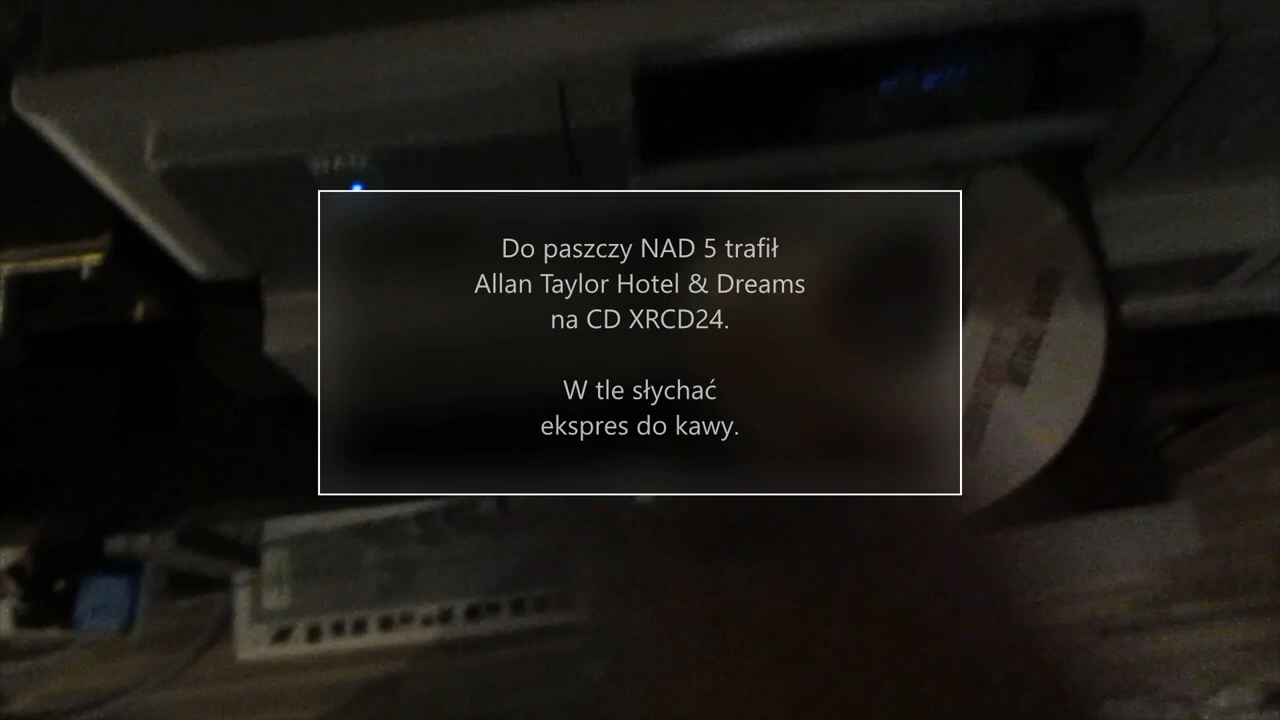 Do paszczy NAD 5 trafił
Allan Taylor Hotel & Dreams
na CD XRCD24.
W tle słychać
ekspres do kawy.